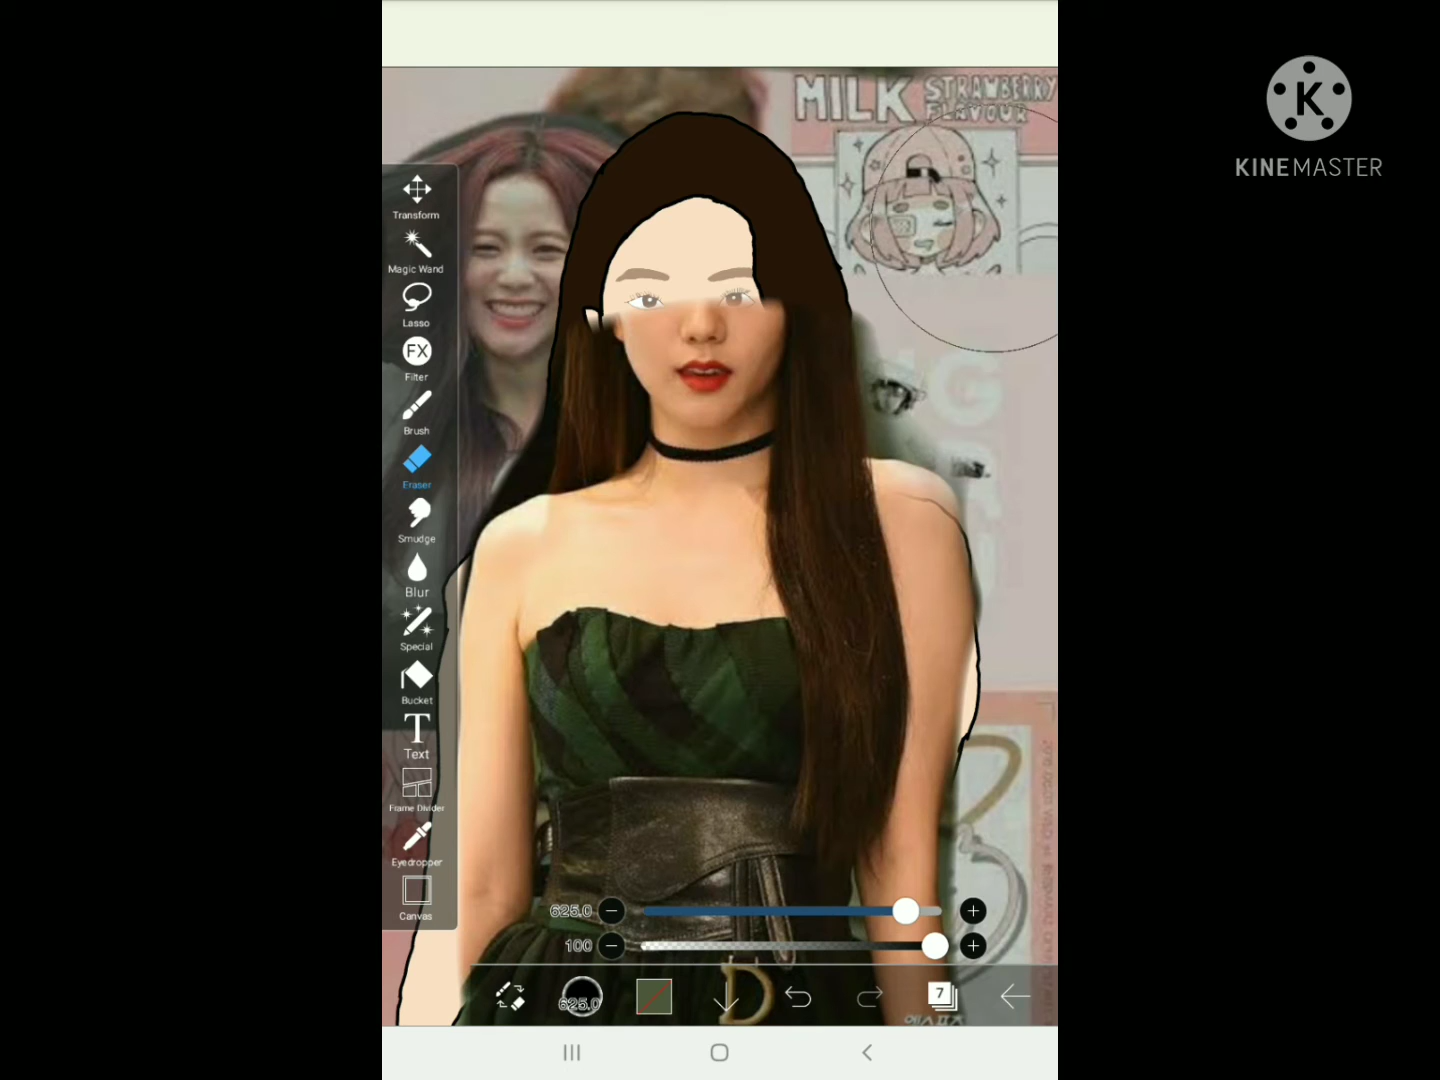 MILK STRAWBERRY
FLAVOUR
K
KINEMASTER
Transform
Magic Wand
Lasso
FX
Filter
Brush
Eraser
Smudge
Blur
Special
Bucket
T
Text
Frame Divider
Eyedropper
Canvas
G
625.0
100
625.0
7
D